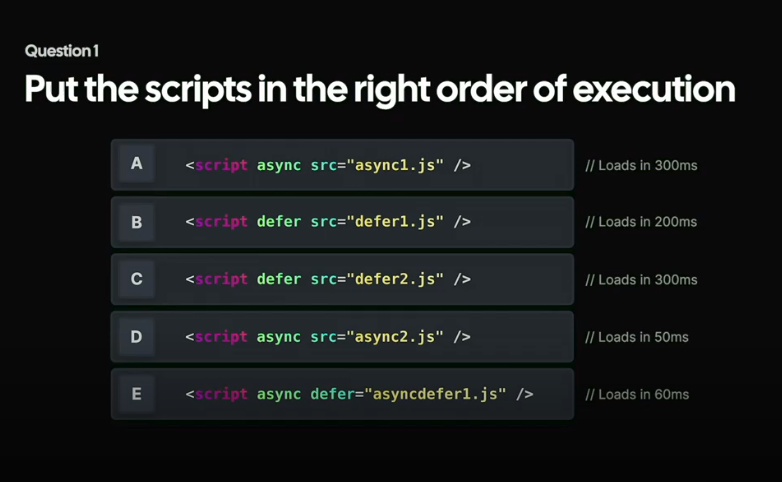 Question 1
Put the scripts in the right order of execution
A <script async src="async1.js" /> // Loads in 300ms
B <script defer src="defer1.js" /> // Loads in 200ms
C <script defer src="defer2.js" /> // Loads in 300ms
D <script async src="async2.js" /> // Loads in 50ms
E <script async defer="asyncdefer1.js" /> // Loads in 60ms